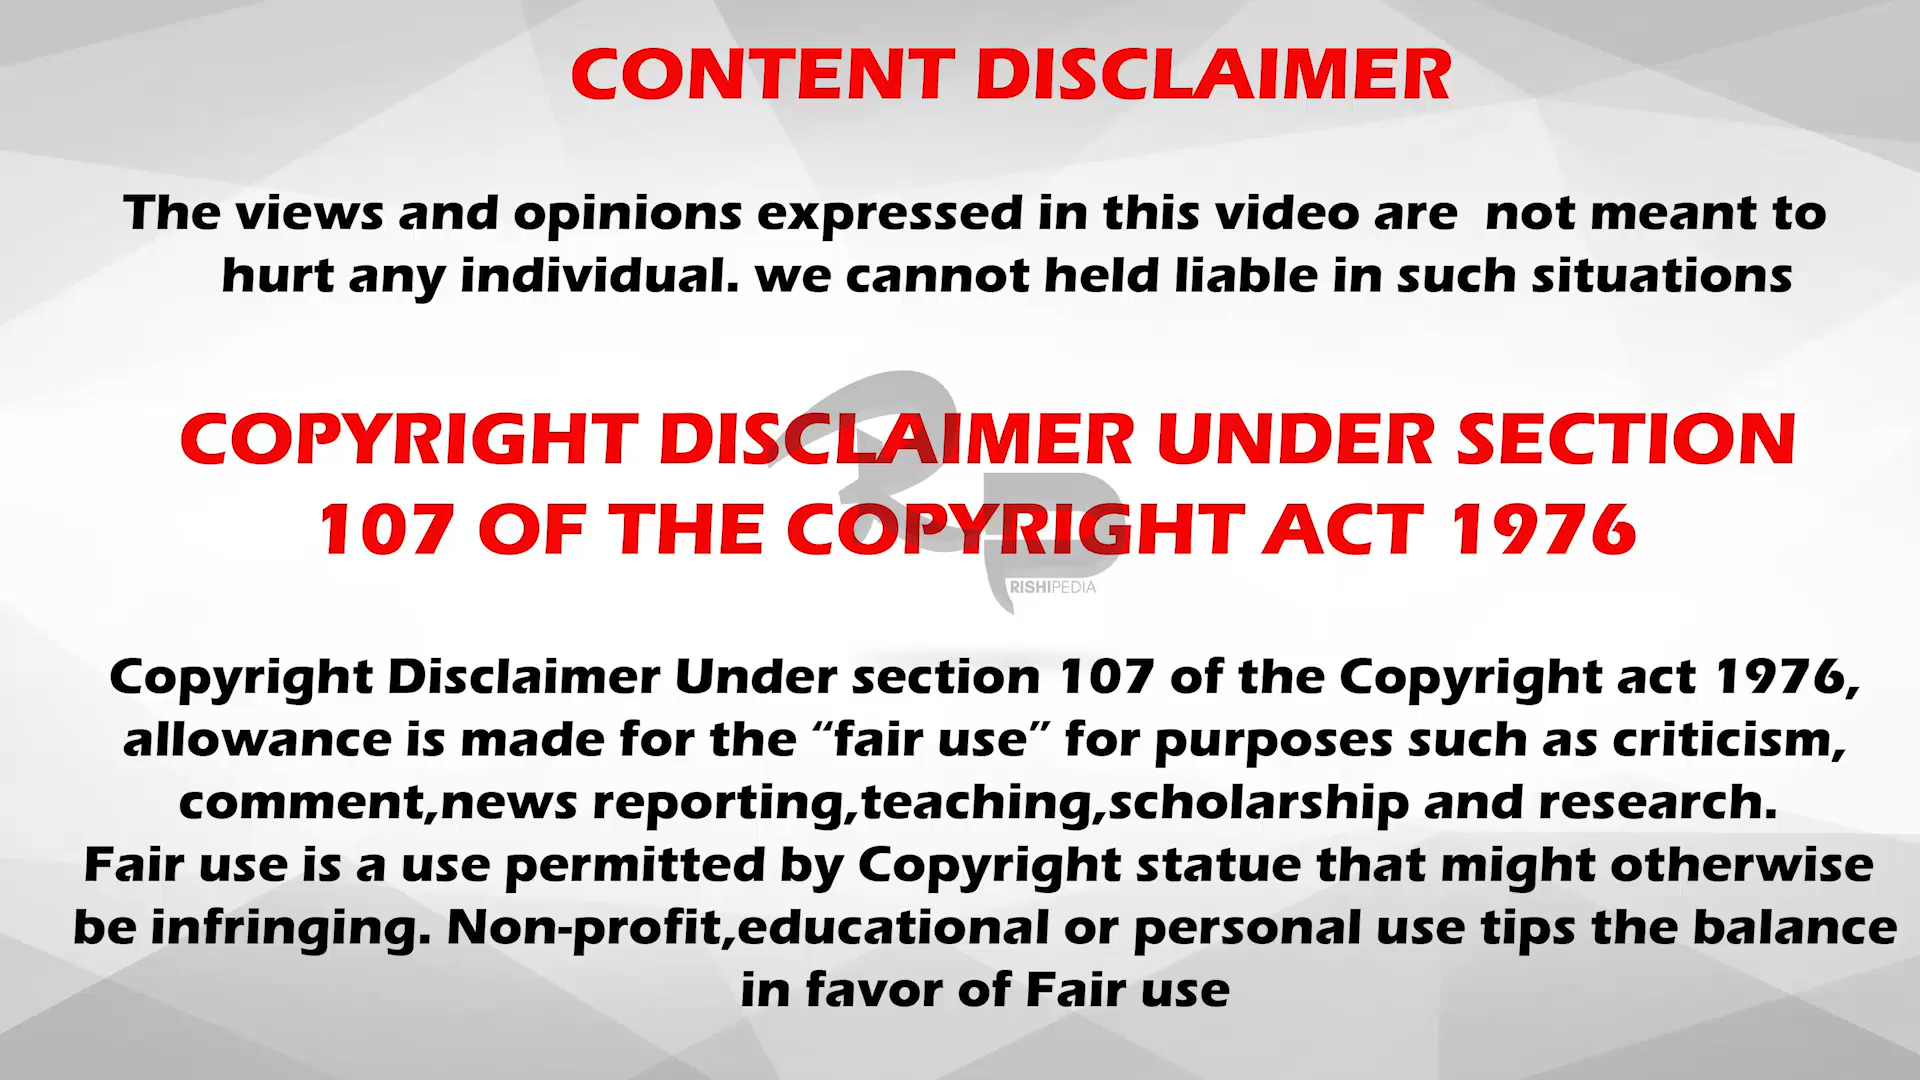 CONTENT DISCLAIMER
The views and opinions expressed in this video are not meant to
hurt any individual. we cannot held liable in such situations
COPYRIGHT DISCLAIMER UNDER SECTION
107 OF THE COPYRIGHT ACT 1976
RISHIPEDIA
Copyright Disclaimer Under section 107 of the Copyright act 1976,
allowance is made for the “fair use” for purposes such as criticism,
comment,news reporting,teaching,scholarship and research.
Fair use is a use permitted by Copyright statue that might otherwise
be infringing. Non-profit,educational or personal use tips the balance
in favor of Fair use